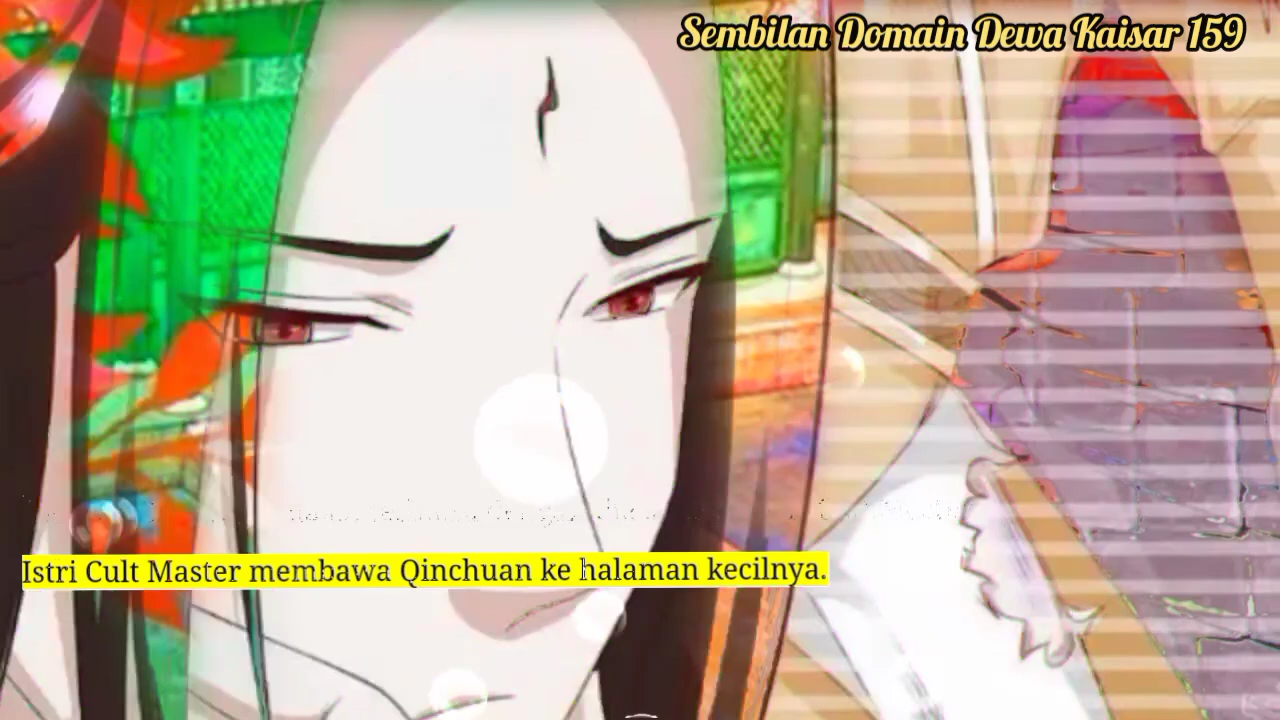 Sembilan Domain Dewa Kaisar 159
Istri Cult Master membawa Qinchuan ke halaman kecilnya.